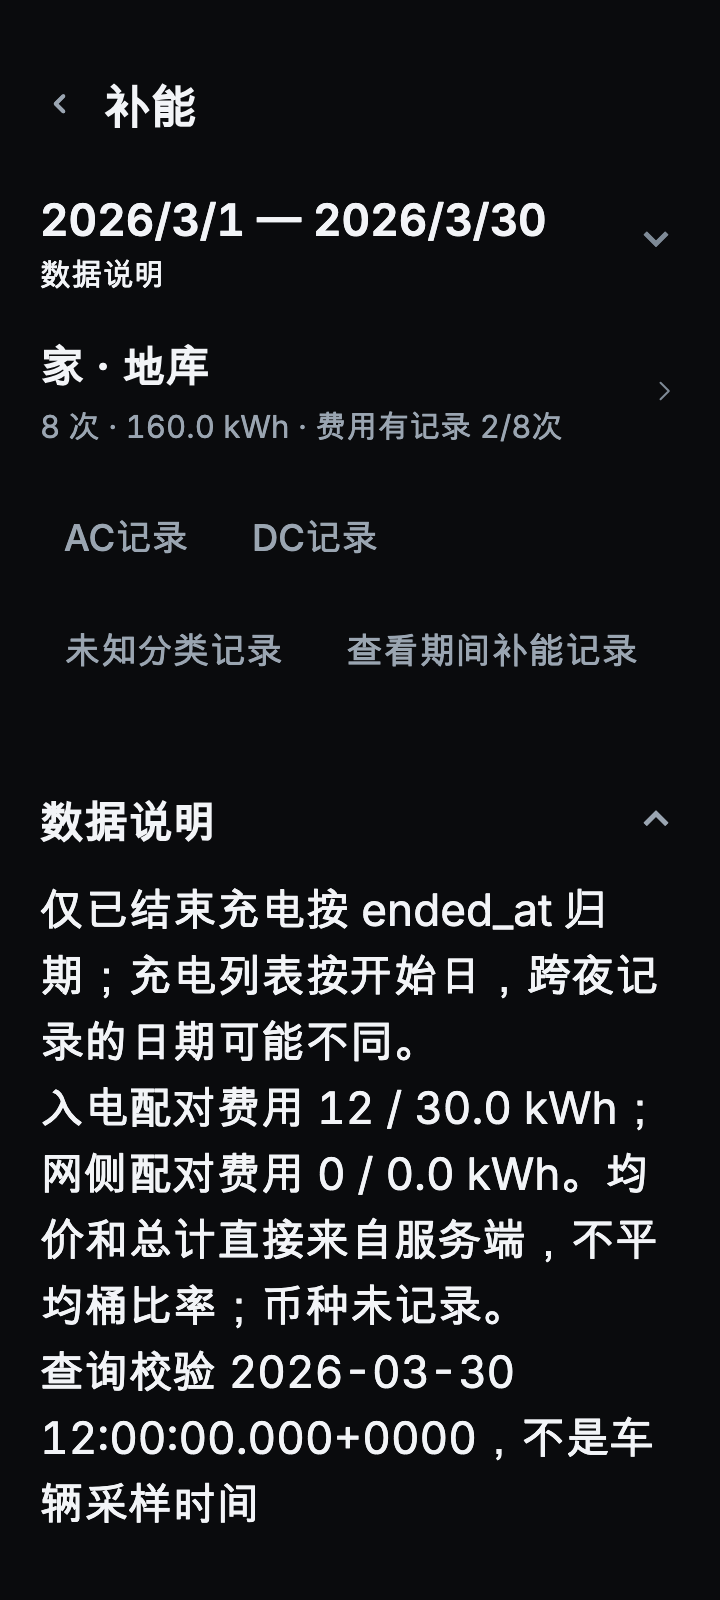 补能
2026/3/1 — 2026/3/30
数据说明
家 · 地库
8 次 · 160.0 kWh · 费用有记录 2/8次
AC记录
DC记录
未知分类记录
查看期间补能记录
数据说明
仅已结束充电按 ended_at 归
期；充电列表按开始日，跨夜记
录的日期可能不同。
入电配对费用 12 / 30.0 kWh；
网侧配对费用 0 / 0.0 kWh。均
价和总计直接来自服务端，不平
均桶比率；币种未记录。
查询校验 2026-03-30
12:00:00.000+0000，不是车
辆采样时间